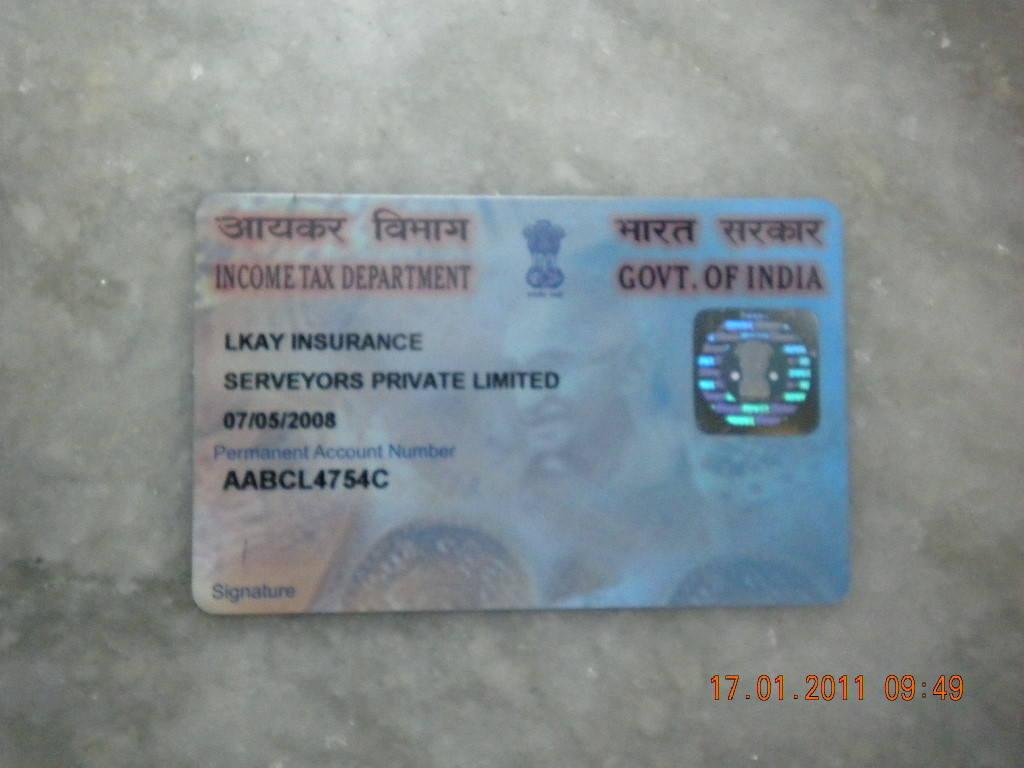 आयकर विभाग भारत सरकार
INCOME TAX DEPARTMENT GOVT. OF INDIA
LKAY INSURANCE
SERVEYORS PRIVATE LIMITED
07/05/2008
Permanent Account Number
AABCL4754C
Signature
17.01.2011 09:49